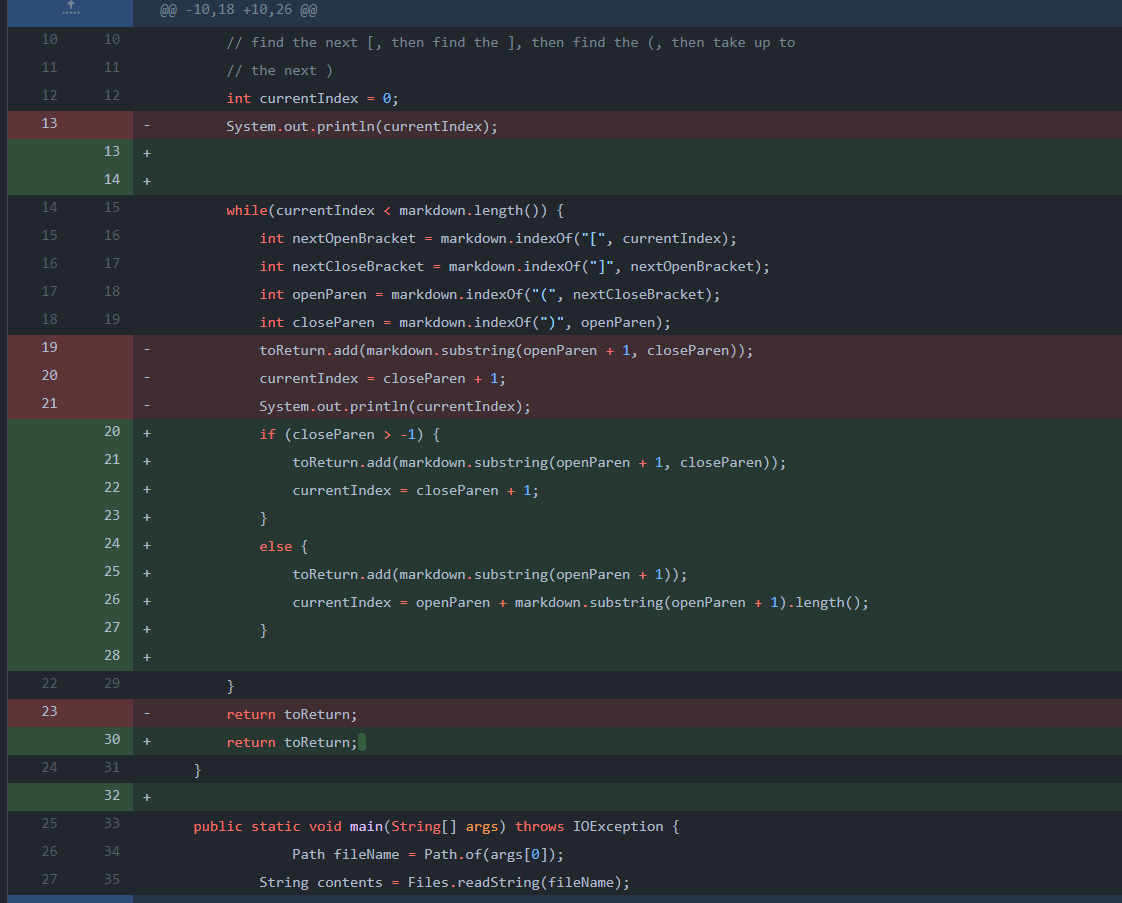 @@ -10,18 +10,26 @@
10 10 // find the next [, then find the ], then find the (, then take up to
11 11 // the next )
12 12 int currentIndex = 0;
13 - System.out.println(currentIndex);
13 +
14 +
14 15 while(currentIndex < markdown.length()) {
15 16 int nextOpenBracket = markdown.indexOf("[", currentIndex);
16 17 int nextCloseBracket = markdown.indexOf("]", nextOpenBracket);
17 18 int openParen = markdown.indexOf("(", nextCloseBracket);
18 19 int closeParen = markdown.indexOf(")", openParen);
19 - toReturn.add(markdown.substring(openParen + 1, closeParen));
20 - currentIndex = closeParen + 1;
21 - System.out.println(currentIndex);
20 + if (closeParen > -1) {
21 + toReturn.add(markdown.substring(openParen + 1, closeParen));
22 + currentIndex = closeParen + 1;
23 + }
24 + else {
25 + toReturn.add(markdown.substring(openParen + 1));
26 + currentIndex = openParen + markdown.substring(openParen + 1).length();
27 + }
28 +
22 29 }
23 - return toReturn;
30 + return toReturn;
24 31 }
32 +
25 33 public static void main(String[] args) throws IOException {
26 34 Path fileName = Path.of(args[0]);
27 35 String contents = Files.readString(fileName);